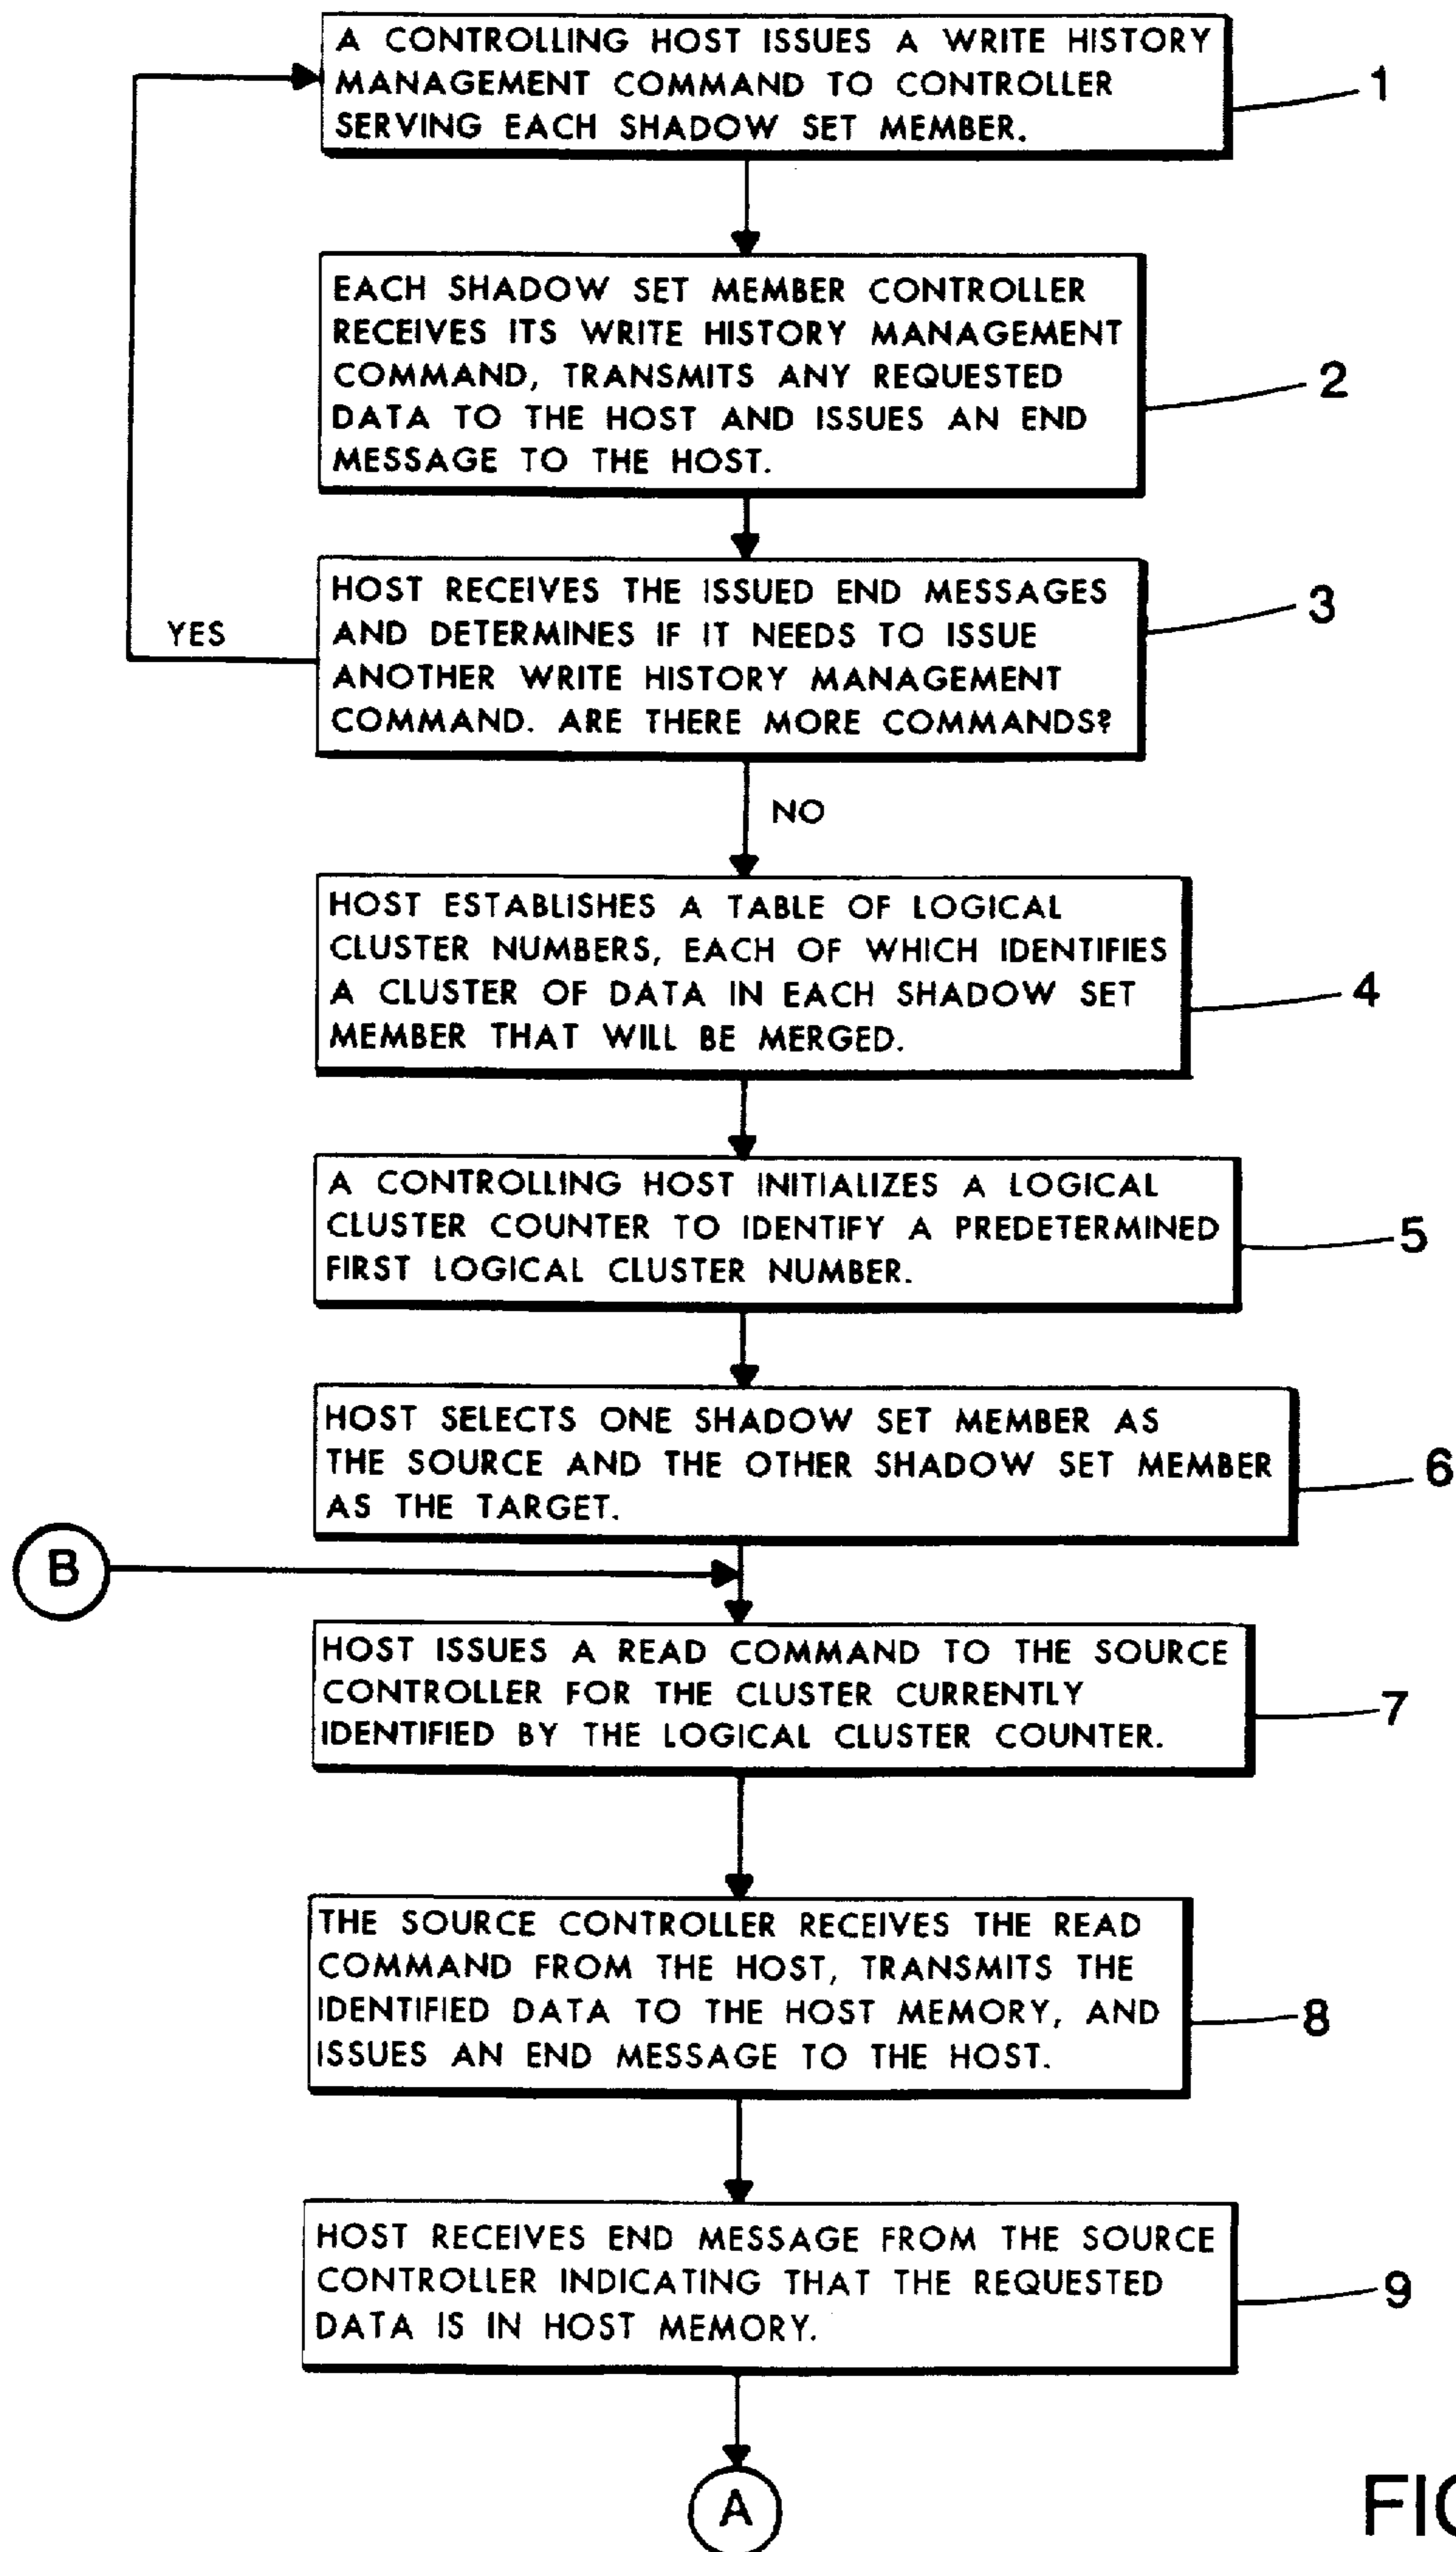 A CONTROLLING HOST ISSUES A WRITE HISTORY
MANAGEMENT COMMAND TO CONTROLLER
SERVING EACH SHADOW SET MEMBER.
1
EACH SHADOW SET MEMBER CONTROLLER
RECEIVES ITS WRITE HISTORY MANAGEMENT
COMMAND, TRANSMITS ANY REQUESTED
DATA TO THE HOST AND ISSUES AN END
MESSAGE TO THE HOST.
2
HOST RECEIVES THE ISSUED END MESSAGES
AND DETERMINES IF IT NEEDS TO ISSUE
ANOTHER WRITE HISTORY MANAGEMENT
COMMAND. ARE THERE MORE COMMANDS?
3
YES
NO
HOST ESTABLISHES A TABLE OF LOGICAL
CLUSTER NUMBERS, EACH OF WHICH IDENTIFIES
A CLUSTER OF DATA IN EACH SHADOW SET
MEMBER THAT WILL BE MERGED.
4
A CONTROLLING HOST INITIALIZES A LOGICAL
CLUSTER COUNTER TO IDENTIFY A PREDETERMINED
FIRST LOGICAL CLUSTER NUMBER.
5
HOST SELECTS ONE SHADOW SET MEMBER AS
THE SOURCE AND THE OTHER SHADOW SET MEMBER
AS THE TARGET.
6
B
HOST ISSUES A READ COMMAND TO THE SOURCE
CONTROLLER FOR THE CLUSTER CURRENTLY
IDENTIFIED BY THE LOGICAL CLUSTER COUNTER.
7
THE SOURCE CONTROLLER RECEIVES THE READ
COMMAND FROM THE HOST, TRANSMITS THE
IDENTIFIED DATA TO THE HOST MEMORY, AND
ISSUES AN END MESSAGE TO THE HOST.
8
HOST RECEIVES END MESSAGE FROM THE SOURCE
CONTROLLER INDICATING THAT THE REQUESTED
DATA IS IN HOST MEMORY.
9
A